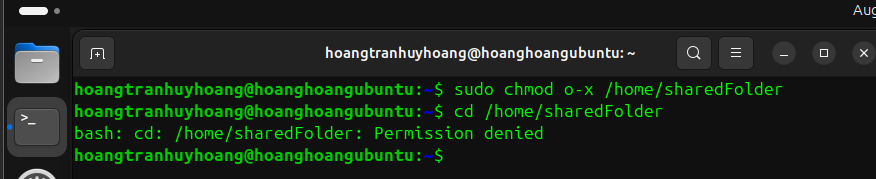 Aug
hoangtranhuyhoang@hoanghoangubuntu: ~
hoangtranhuyhoang@hoanghoangubuntu:~$ sudo chmod o-x /home/sharedFolder
hoangtranhuyhoang@hoanghoangubuntu:~$ cd /home/sharedFolder
bash: cd: /home/sharedFolder: Permission denied
hoangtranhuyhoang@hoanghoangubuntu:~$